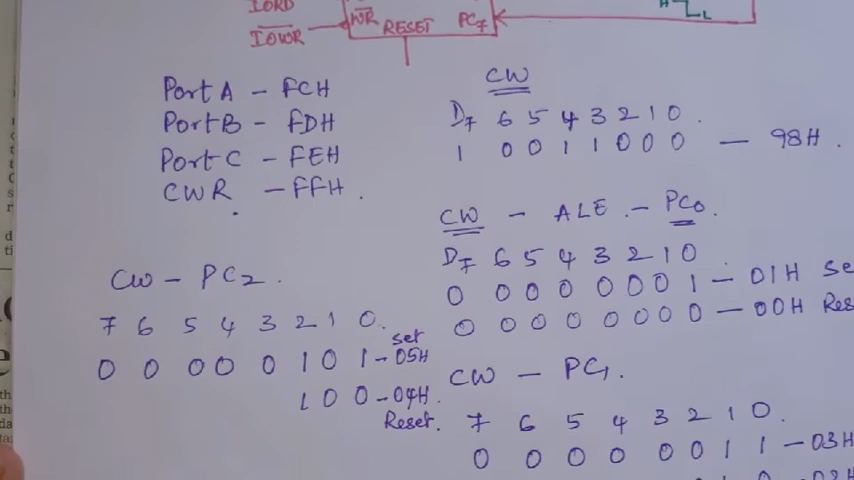 IORD
IOWR
WR
RESET
PC7
H
L
Port A - FCH
Port B - FDH
Port C - FEH
CWR - FFH .
CW
D7 6 5 4 3 2 1 0 .
1 0 0 1 1 0 0 0 — 98H .
CW - ALE - PC0 .
D7 6 5 4 3 2 1 0
0 0 0 0 0 0 0 1 - 01H Se
0 0 0 0 0 0 0 0 - 00H Res
CW - PC2 .
7 6 5 4 3 2 1 0 .
0 0 0 0 0 1 0 1 - 05H set
1 0 0 - 04H .
Reset .
CW - PC1 .
7 6 5 4 3 2 1 0 .
0 0 0 0 0 0 1 1 - 03H